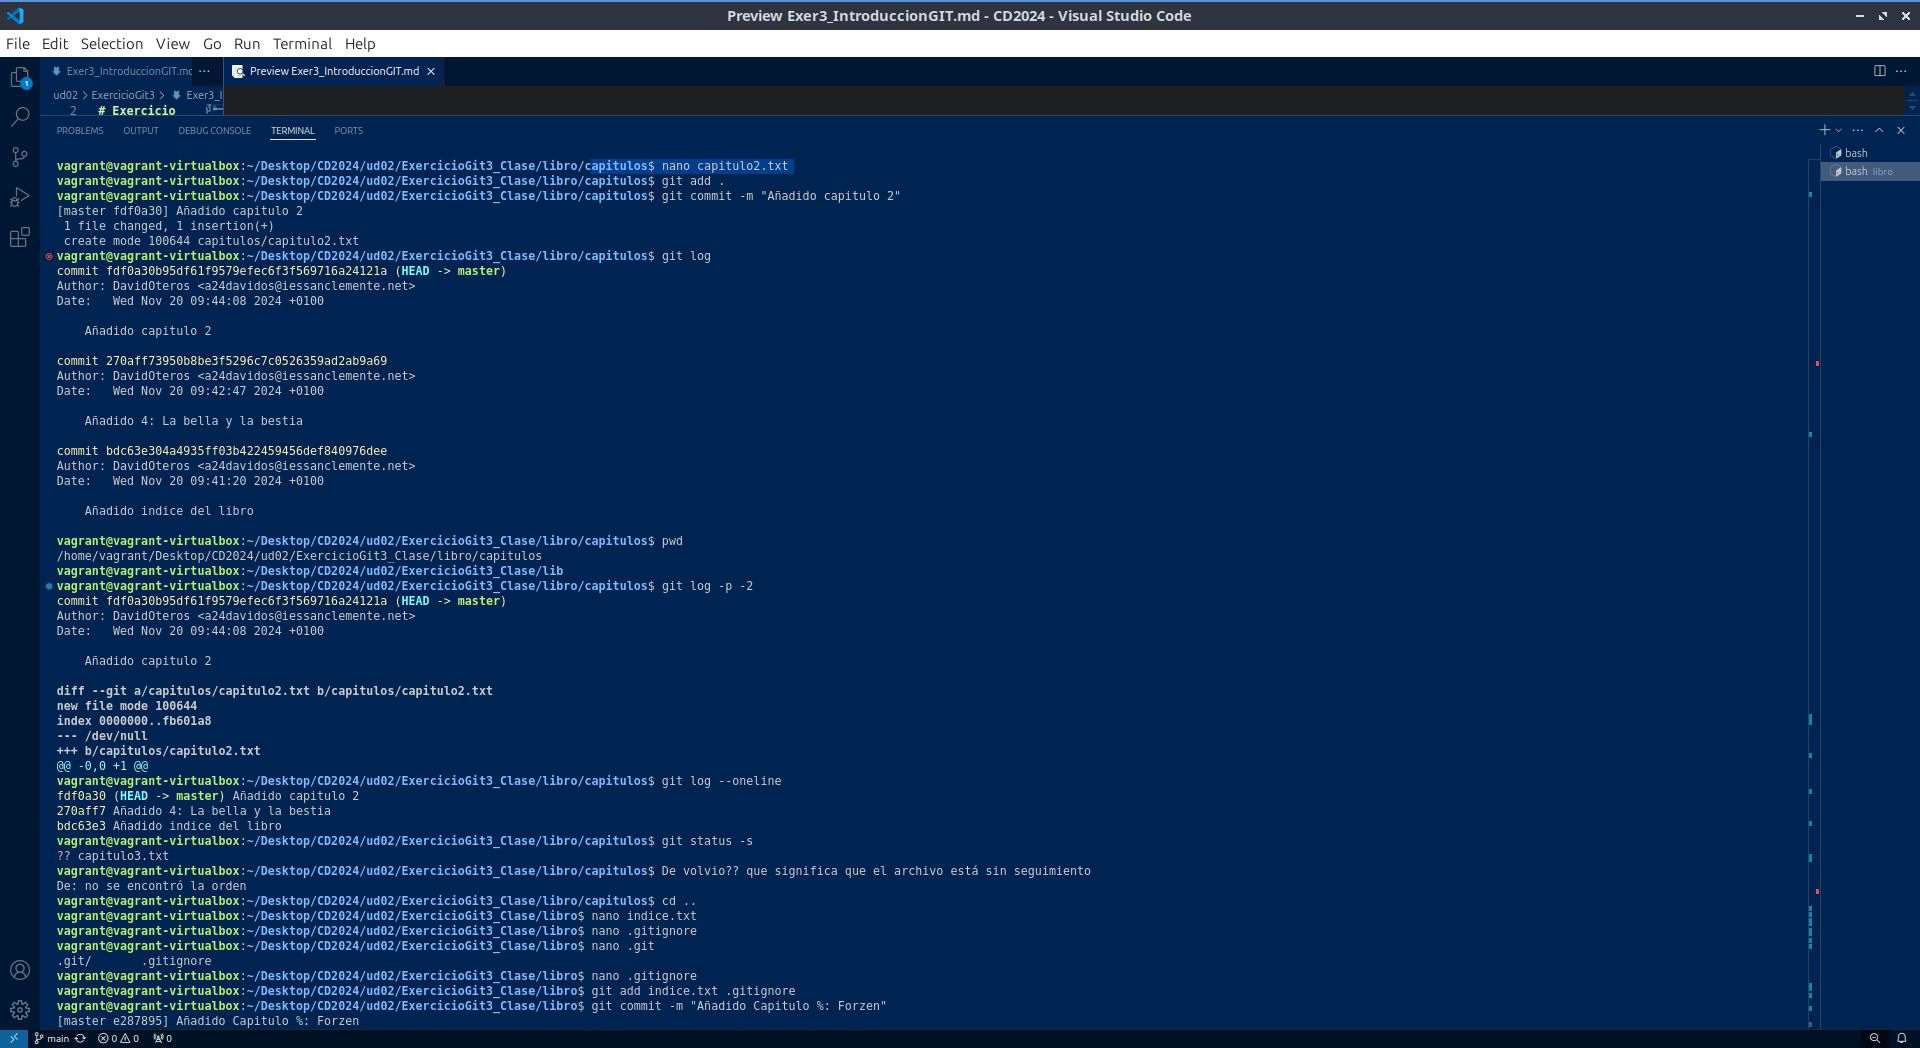 Preview Exer3_IntroduccionGIT.md - CD2024 - Visual Studio Code
File Edit Selection View Go Run Terminal Help
Exer3_IntroduccionGIT.md ··· Preview Exer3_IntroduccionGIT.md
1
ud02 > ExercicioGit3 > Exer3_I
2 # Exercicio
PROBLEMS OUTPUT DEBUG CONSOLE TERMINAL PORTS
bash
bash libro
vagrant@vagrant-virtualbox:~/Desktop/CD2024/ud02/ExercicioGit3_Clase/libro/capitulos$ nano capitulo2.txt
vagrant@vagrant-virtualbox:~/Desktop/CD2024/ud02/ExercicioGit3_Clase/libro/capitulos$ git add .
vagrant@vagrant-virtualbox:~/Desktop/CD2024/ud02/ExercicioGit3_Clase/libro/capitulos$ git commit -m "Añadido capitulo 2"
[master fdf0a30] Añadido capitulo 2
1 file changed, 1 insertion(+)
create mode 100644 capitulos/capitulo2.txt
vagrant@vagrant-virtualbox:~/Desktop/CD2024/ud02/ExercicioGit3_Clase/libro/capitulos$ git log
commit fdf0a30b95df61f9579efec6f3f569716a24121a (HEAD -> master)
Author: DavidOteros <a24davidos@iessanclemente.net>
Date:   Wed Nov 20 09:44:08 2024 +0100
Añadido capitulo 2
commit 270aff73950b8be3f5296c7c0526359ad2ab9a69
Author: DavidOteros <a24davidos@iessanclemente.net>
Date:   Wed Nov 20 09:42:47 2024 +0100
Añadido 4: La bella y la bestia
commit bdc63e304a4935ff03b422459456def840976dee
Author: DavidOteros <a24davidos@iessanclemente.net>
Date:   Wed Nov 20 09:41:20 2024 +0100
Añadido indice del libro
vagrant@vagrant-virtualbox:~/Desktop/CD2024/ud02/ExercicioGit3_Clase/libro/capitulos$ pwd
/home/vagrant/Desktop/CD2024/ud02/ExercicioGit3_Clase/libro/capitulos
vagrant@vagrant-virtualbox:~/Desktop/CD2024/ud02/ExercicioGit3_Clase/lib
vagrant@vagrant-virtualbox:~/Desktop/CD2024/ud02/ExercicioGit3_Clase/libro/capitulos$ git log -p -2
commit fdf0a30b95df61f9579efec6f3f569716a24121a (HEAD -> master)
Author: DavidOteros <a24davidos@iessanclemente.net>
Date:   Wed Nov 20 09:44:08 2024 +0100
Añadido capitulo 2
diff --git a/capitulos/capitulo2.txt b/capitulos/capitulo2.txt
new file mode 100644
index 0000000..fb601a8
--- /dev/null
+++ b/capitulos/capitulo2.txt
@@ -0,0 +1 @@
vagrant@vagrant-virtualbox:~/Desktop/CD2024/ud02/ExercicioGit3_Clase/libro/capitulos$ git log --oneline
fdf0a30 (HEAD -> master) Añadido capitulo 2
270aff7 Añadido 4: La bella y la bestia
bdc63e3 Añadido indice del libro
vagrant@vagrant-virtualbox:~/Desktop/CD2024/ud02/ExercicioGit3_Clase/libro/capitulos$ git status -s
?? capitulo3.txt
vagrant@vagrant-virtualbox:~/Desktop/CD2024/ud02/ExercicioGit3_Clase/libro/capitulos$ De volvio?? que significa que el archivo está sin seguimiento
De: no se encontró la orden
vagrant@vagrant-virtualbox:~/Desktop/CD2024/ud02/ExercicioGit3_Clase/libro/capitulos$ cd ..
vagrant@vagrant-virtualbox:~/Desktop/CD2024/ud02/ExercicioGit3_Clase/libro$ nano indice.txt
vagrant@vagrant-virtualbox:~/Desktop/CD2024/ud02/ExercicioGit3_Clase/libro$ nano .gitignore
vagrant@vagrant-virtualbox:~/Desktop/CD2024/ud02/ExercicioGit3_Clase/libro$ nano .git
.git/       .gitignore
vagrant@vagrant-virtualbox:~/Desktop/CD2024/ud02/ExercicioGit3_Clase/libro$ nano .gitignore
vagrant@vagrant-virtualbox:~/Desktop/CD2024/ud02/ExercicioGit3_Clase/libro$ git add indice.txt .gitignore
vagrant@vagrant-virtualbox:~/Desktop/CD2024/ud02/ExercicioGit3_Clase/libro$ git commit -m "Añadido Capitulo %: Forzen"
[master e287895] Añadido Capitulo %: Forzen
main 0 0 0